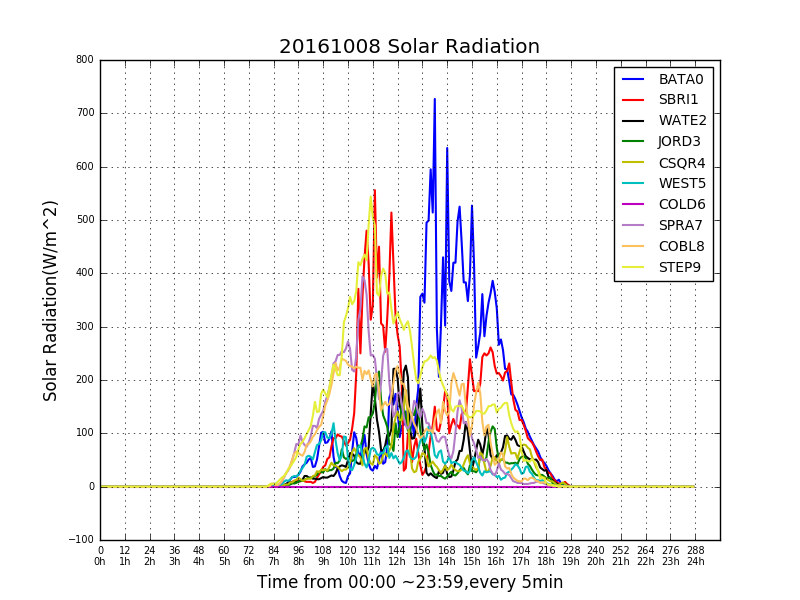 20161008 Solar Radiation
800
700
600
500
400
300
200
100
0
−100
Solar Radiation(W/m^2)
BATA0
SBRI1
WATE2
JORD3
CSQR4
WEST5
COLD6
SPRA7
COBL8
STEP9
0 12 24 36 48 60 72 84 96 108 120 132 144 156 168 180 192 204 216 228 240 252 264 276 288
0h 1h 2h 3h 4h 5h 6h 7h 8h 9h 10h 11h 12h 13h 14h 15h 16h 17h 18h 19h 20h 21h 22h 23h 24h
Time from 00:00 ~23:59,every 5min